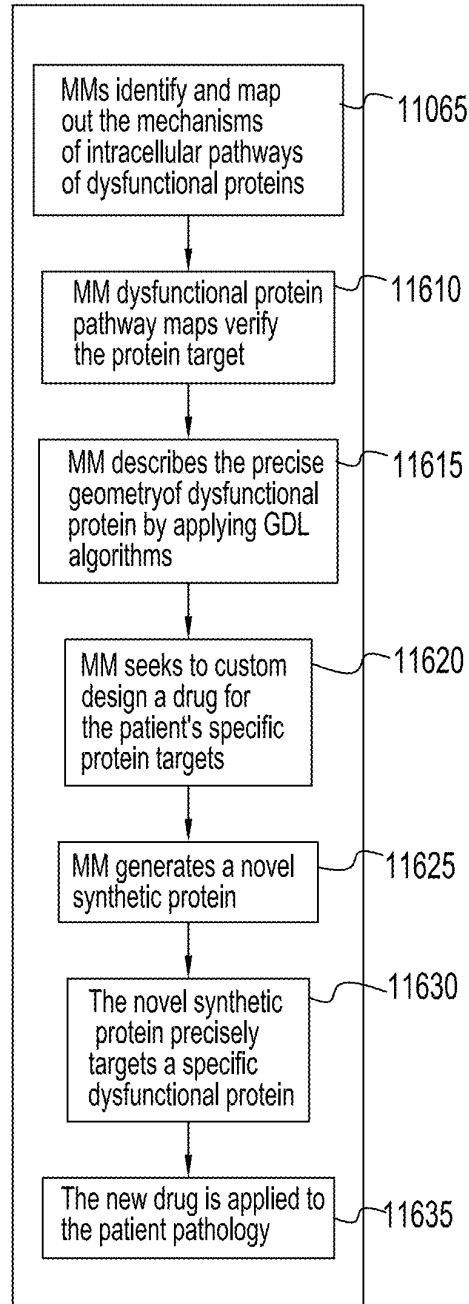 MMs identify and map
out the mechanisms
of intracellular pathways
of dysfunctional proteins
11065
MM dysfunctional protein
pathway maps verify
the protein target
11610
MM describes the precise
geometryof dysfunctional
protein by applying GDL
algorithms
11615
MM seeks to custom
design a drug for
the patient's specific
protein targets
11620
MM generates a novel
synthetic protein
11625
The novel synthetic
protein precisely
targets a specific
dysfunctional protein
11630
The new drug is applied to
the patient pathology
11635